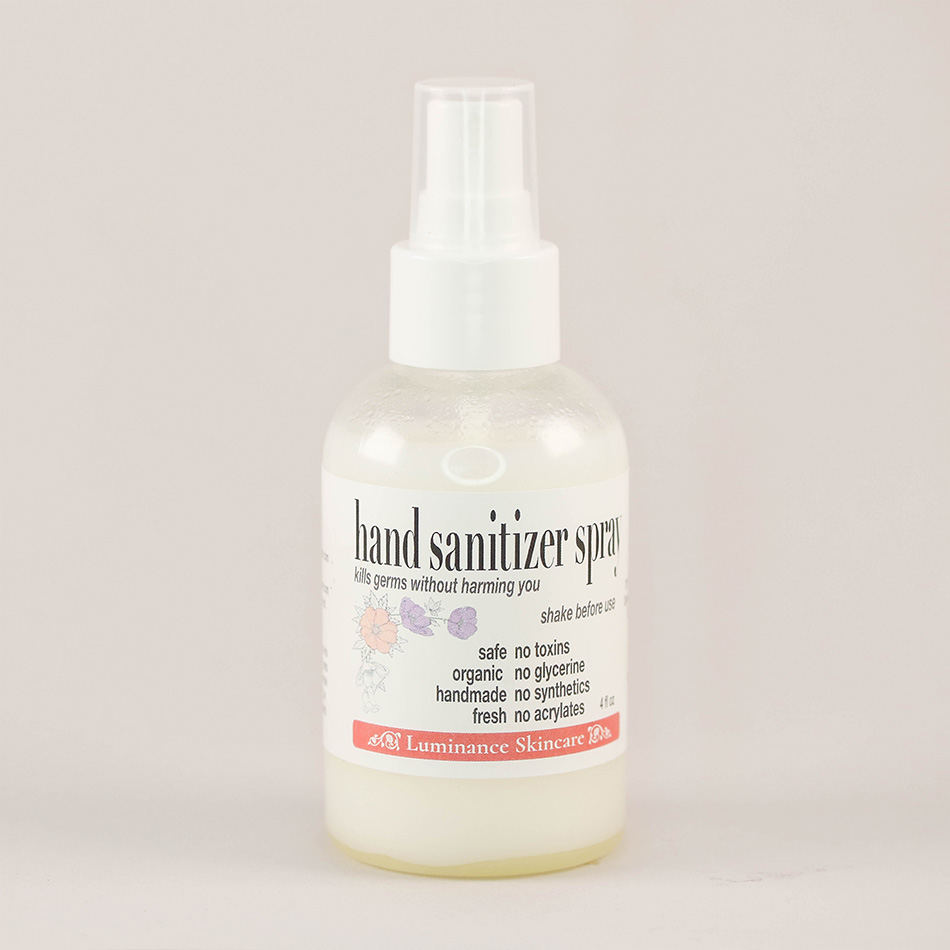 hand sanitizer spray
kills germs without harming you
shake before use
safe no toxins
organic no glycerine
handmade no synthetics
fresh no acrylates
4 fl oz
Luminance Skincare